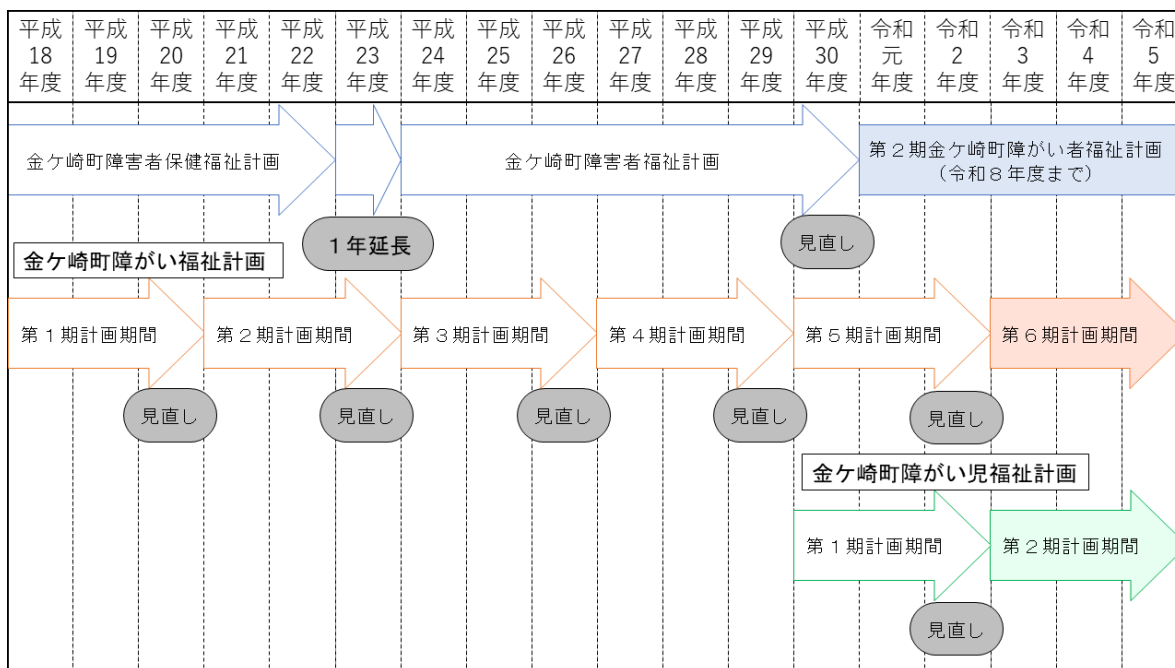 平成
18
年度
平成
19
年度
平成
20
年度
平成
21
年度
平成
22
年度
平成
23
年度
平成
24
年度
平成
25
年度
平成
26
年度
平成
27
年度
平成
28
年度
平成
29
年度
平成
30
年度
令和
元
年度
令和
2
年度
令和
3
年度
令和
4
年度
令和
5
年度
金ケ崎町障害者保健福祉計画
金ケ崎町障害者福祉計画
第２期金ケ崎町障がい者福祉計画
（令和８年度まで）
１年延長
見直し
金ケ崎町障がい福祉計画
第１期計画期間
第２期計画期間
第３期計画期間
第４期計画期間
第５期計画期間
第６期計画期間
見直し
見直し
見直し
見直し
見直し
金ケ崎町障がい児福祉計画
第１期計画期間
第２期計画期間
見直し